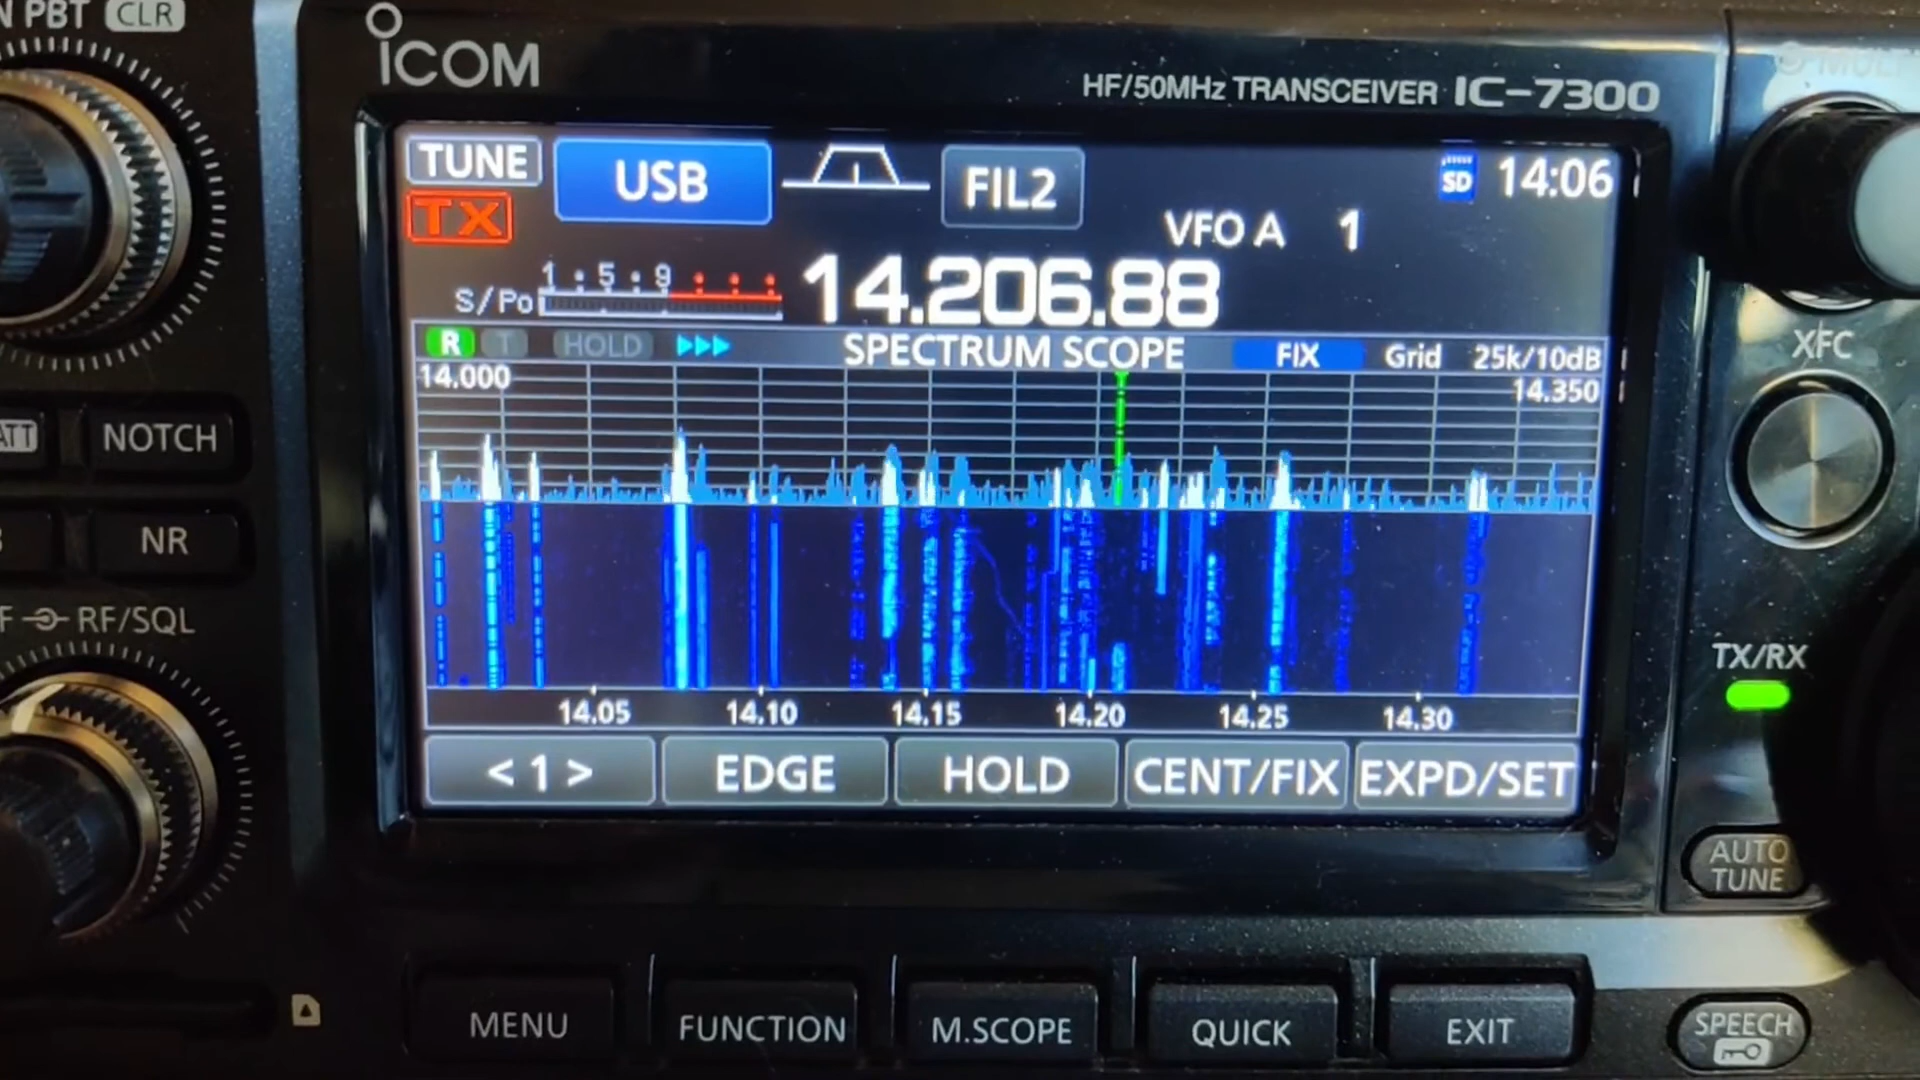 PBT CLR
ICOM
HF/50MHz TRANSCEIVER IC-7300
TUNE USB FIL2 SD 14:06
TX
VFO A 1
1 · 5 · 9
S/Po
14.206.88
R T HOLD SPECTRUM SCOPE FIX Grid 25k/10dB
14.000 14.350
14.05 14.10 14.15 14.20 14.25 14.30
< 1 > EDGE HOLD CENT/FIX EXPD/SET
ATT NOTCH
NR
RF/SQL
XFC
TX/RX
AUTO
TUNE
MENU FUNCTION M.SCOPE QUICK EXIT
SPEECH